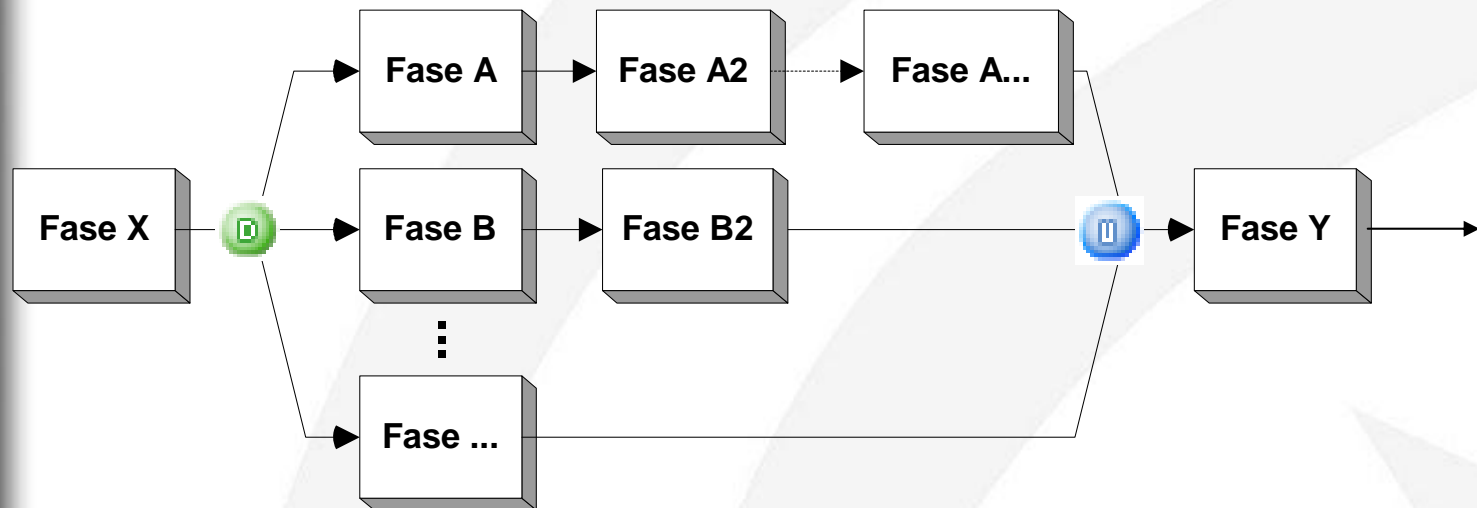 Fase A
Fase A2
Fase A...
Fase X
D
Fase B
Fase B2
U
Fase Y
Fase ...